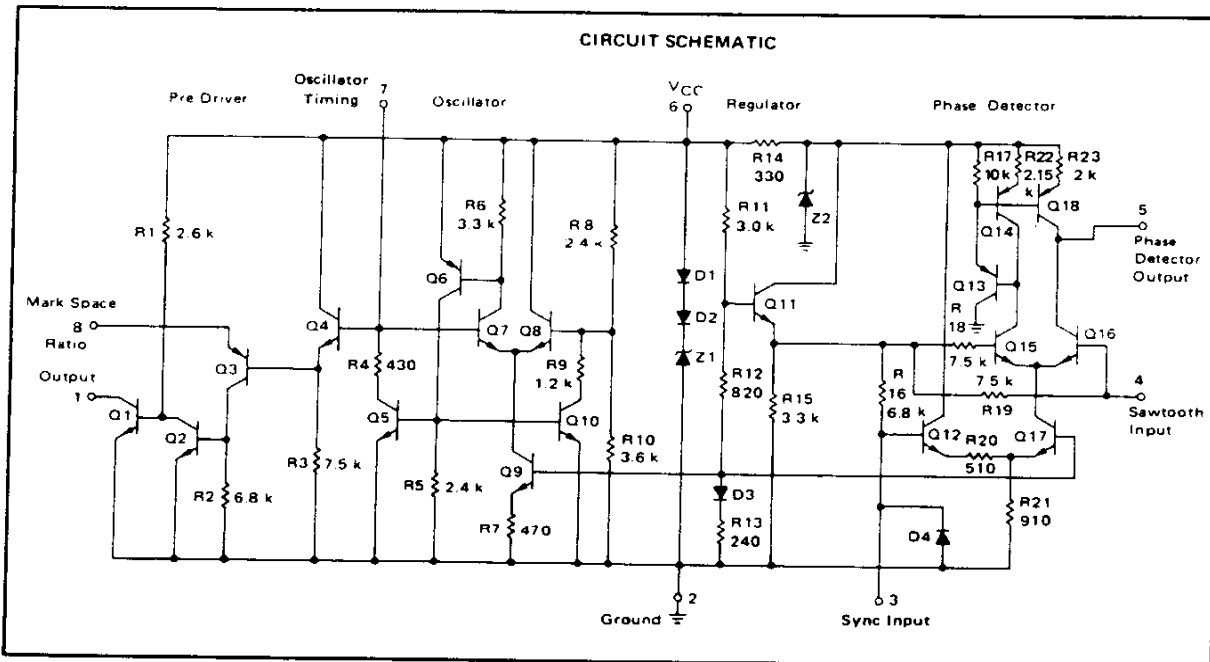 CIRCUIT SCHEMATIC
Pre Driver
Oscillator
Timing
7
Oscillator
VCC
6
Regulator
Phase Detector
R1
2.6 k
R6
3.3 k
R8
2.4 k
R14
330
R11
3.0 k
Z2
R17
10k
R22
2.15
k
R23
2 k
Q14
Q18
5
Phase
Detector
Output
Q13
Mark Space
8
Ratio
Output
1
Q1
Q2
Q3
Q4
Q6
Q7
Q8
D1
D2
Z1
Q11
R
18
7.5 k
Q15
Q16
R4
430
R9
1.2 k
R12
820
R15
3.3 k
R
16
6.8 k
7.5 k
R19
4
Sawtooth
Input
Q5
Q10
Q12
R20
510
Q17
R2
6.8 k
R3
7.5 k
R5
2.4 k
Q9
R7
470
R10
3.6 k
D3
R13
240
D4
R21
910
Ground
2
3
Sync Input